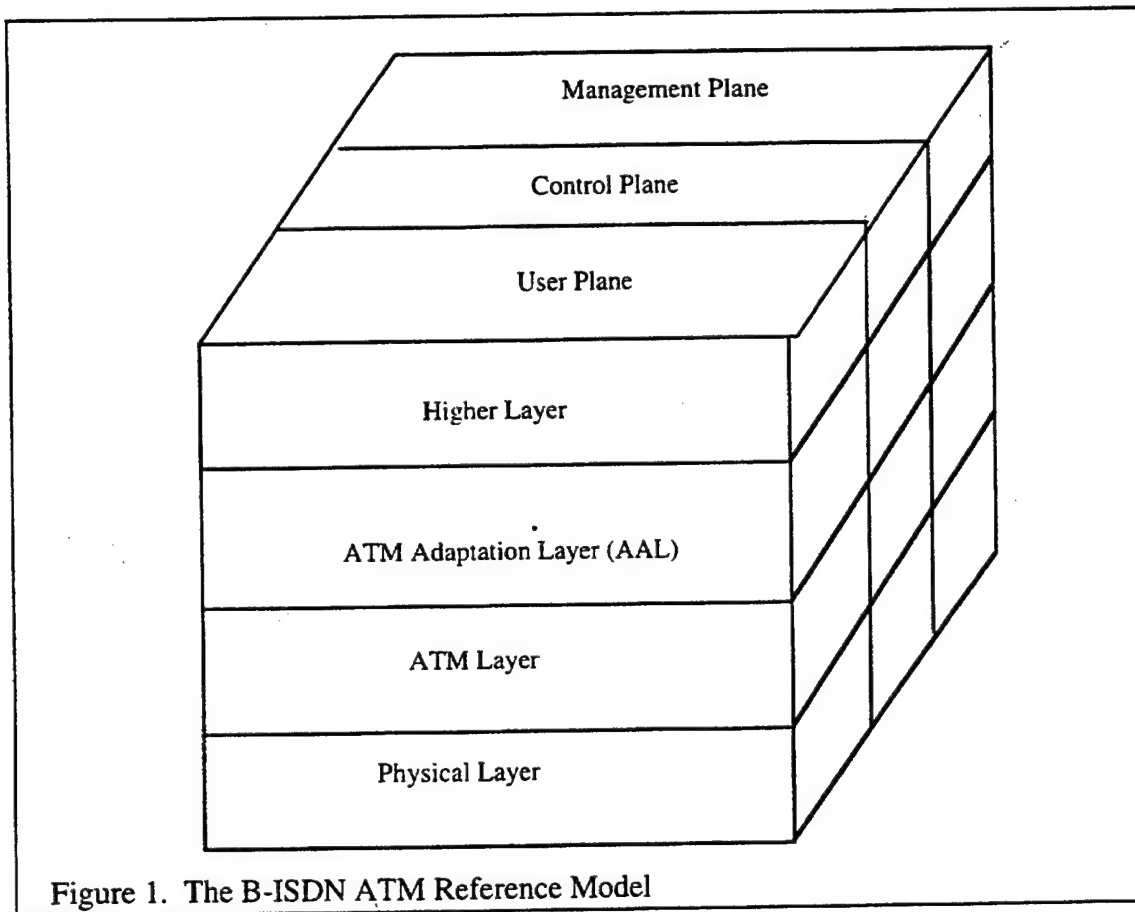 Management Plane
Control Plane
User Plane
Higher Layer
ATM Adaptation Layer (AAL)
ATM Layer
Physical Layer
Figure 1. The B-ISDN ATM Reference Model